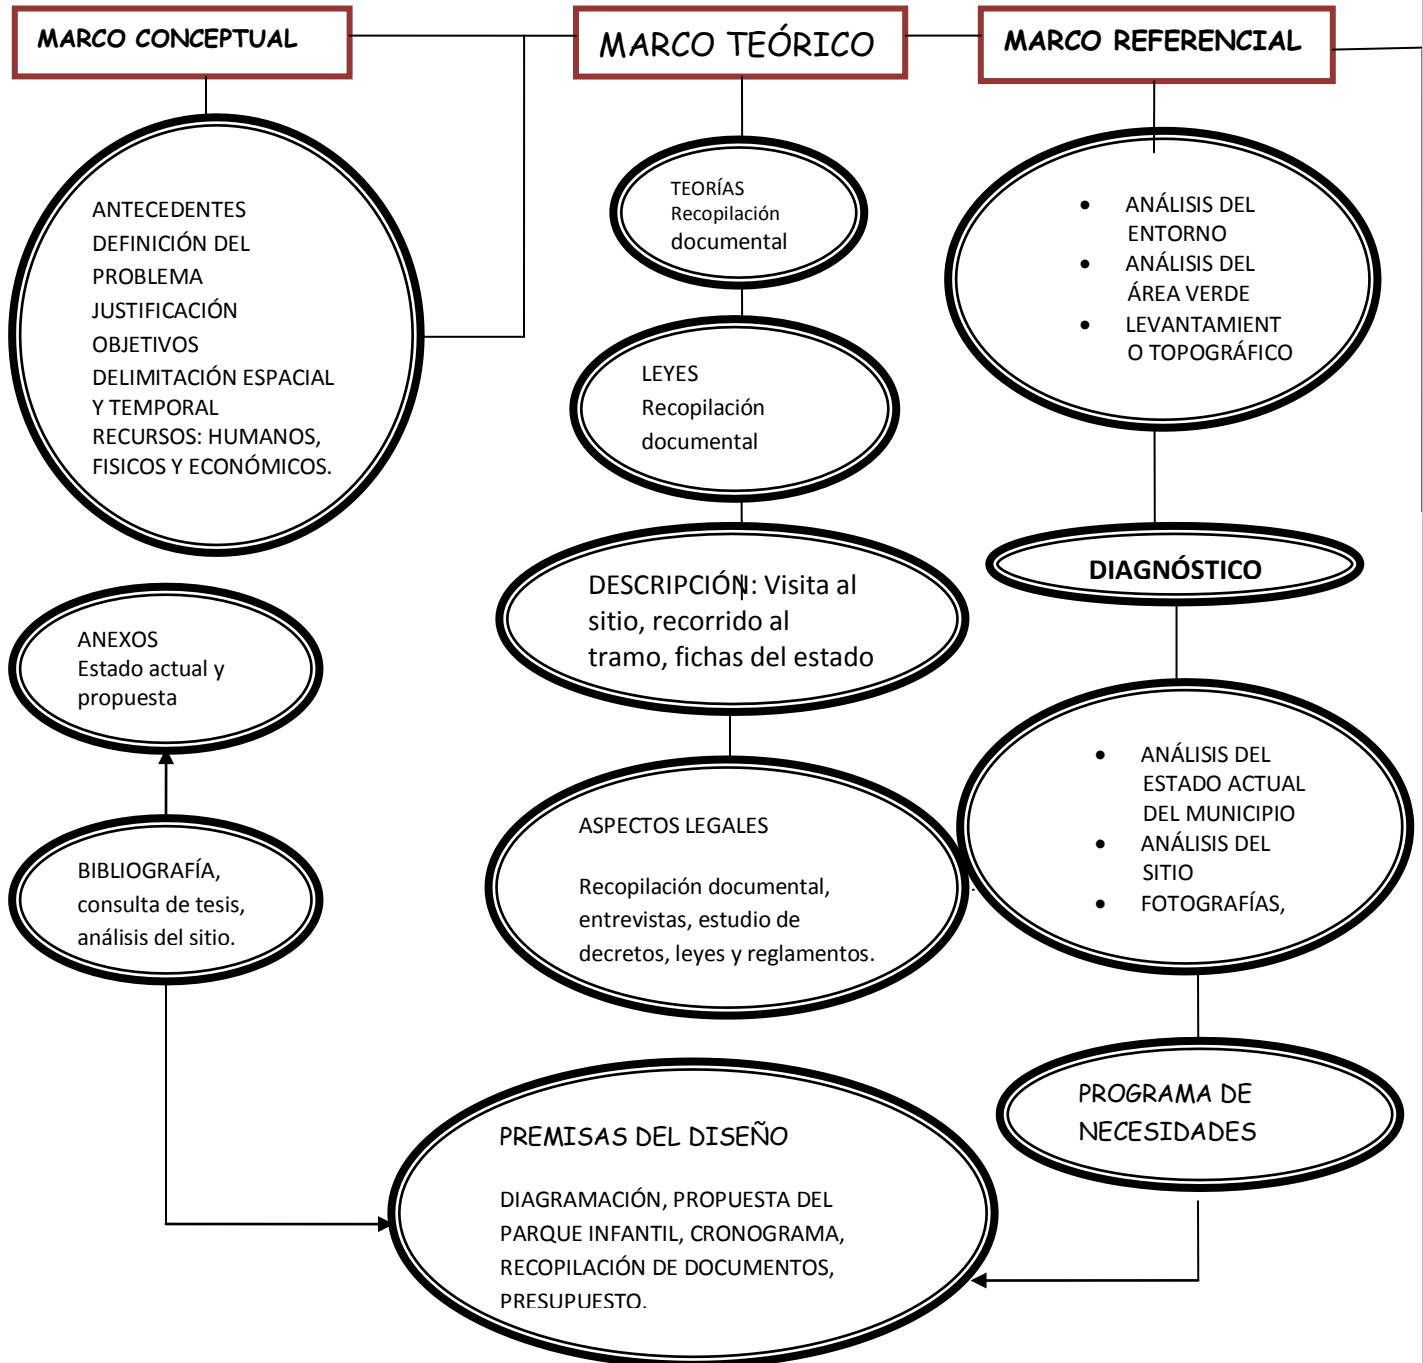 MARCO CONCEPTUAL
MARCO TEÓRICO
MARCO REFERENCIAL
ANTECEDENTES
DEFINICIÓN DEL
PROBLEMA
JUSTIFICACIÓN
OBJETIVOS
DELIMITACIÓN ESPACIAL
Y TEMPORAL
RECURSOS: HUMANOS,
FISICOS Y ECONÓMICOS.
TEORÍAS
Recopilación
documental
LEYES
Recopilación
documental
DESCRIPCIÓN: Visita al
sitio, recorrido al
tramo, fichas del estado
ASPECTOS LEGALES
Recopilación documental,
entrevistas, estudio de
decretos, leyes y reglamentos.
• ANÁLISIS DEL
ENTORNO
• ANÁLISIS DEL
ÁREA VERDE
• LEVANTAMIENT
O TOPOGRÁFICO
DIAGNÓSTICO
• ANÁLISIS DEL
ESTADO ACTUAL
DEL MUNICIPIO
• ANÁLISIS DEL
SITIO
• FOTOGRAFÍAS,
PROGRAMA DE
NECESIDADES
ANEXOS
Estado actual y
propuesta
BIBLIOGRAFÍA,
consulta de tesis,
análisis del sitio.
PREMISAS DEL DISEÑO
DIAGRAMACIÓN, PROPUESTA DEL
PARQUE INFANTIL, CRONOGRAMA,
RECOPILACIÓN DE DOCUMENTOS,
PRESUPUESTO.